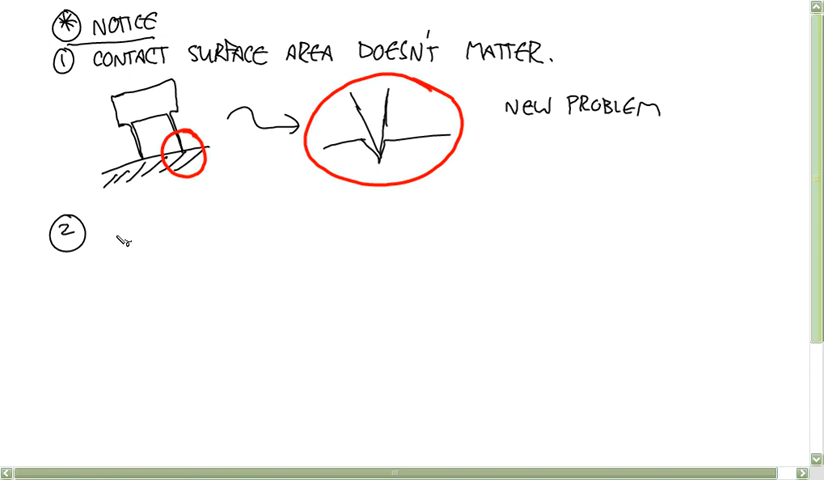 * NOTICE
1 CONTACT SURFACE AREA DOESN'T MATTER.
NEW PROBLEM
2